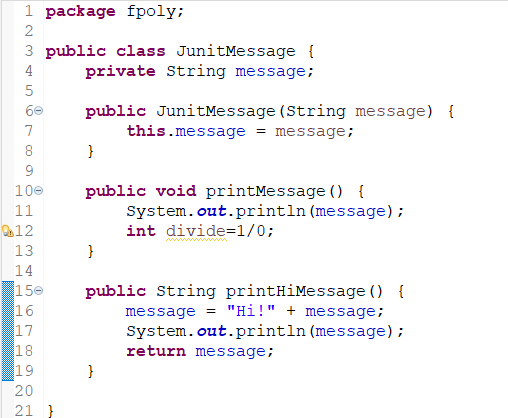 1 package fpoly;
2
3 public class JunitMessage {
4     private String message;
5
6     public JunitMessage(String message) {
7         this.message = message;
8     }
9
10     public void printMessage() {
11         System.out.println(message);
12         int divide=1/0;
13     }
14
15     public String printHiMessage() {
16         message = "Hi!" + message;
17         System.out.println(message);
18         return message;
19     }
20
21 }